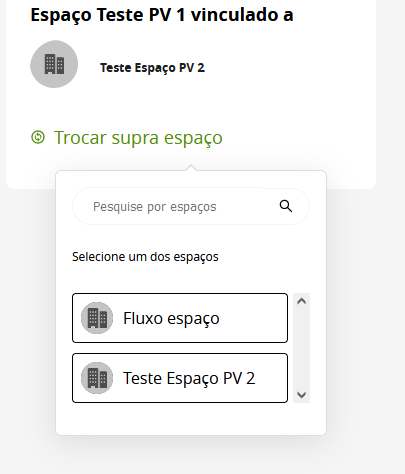 Espaço Teste PV 1 vinculado a
Teste Espaço PV 2
Trocar supra espaço
Pesquise por espaços
Selecione um dos espaços
Fluxo espaço
Teste Espaço PV 2